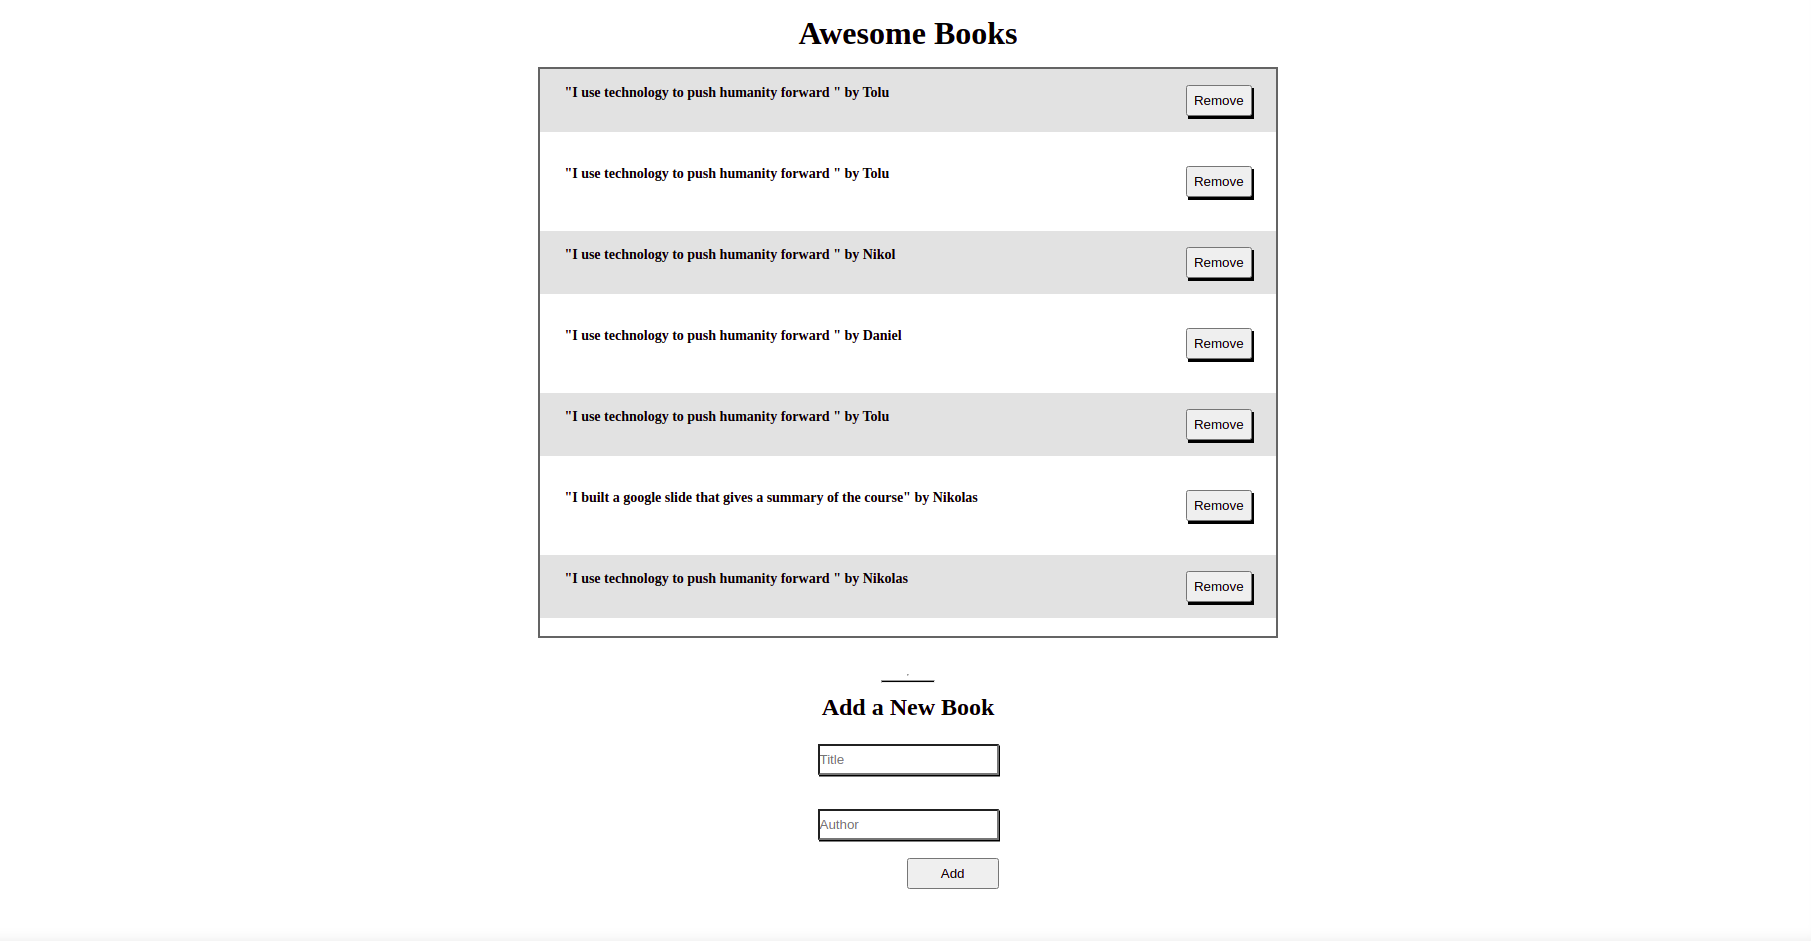 Awesome Books
"I use technology to push humanity forward " by Tolu
Remove
"I use technology to push humanity forward " by Tolu
Remove
"I use technology to push humanity forward " by Nikol
Remove
"I use technology to push humanity forward " by Daniel
Remove
"I use technology to push humanity forward " by Tolu
Remove
"I built a google slide that gives a summary of the course" by Nikolas
Remove
"I use technology to push humanity forward " by Nikolas
Remove
Add a New Book
Title
Author
Add